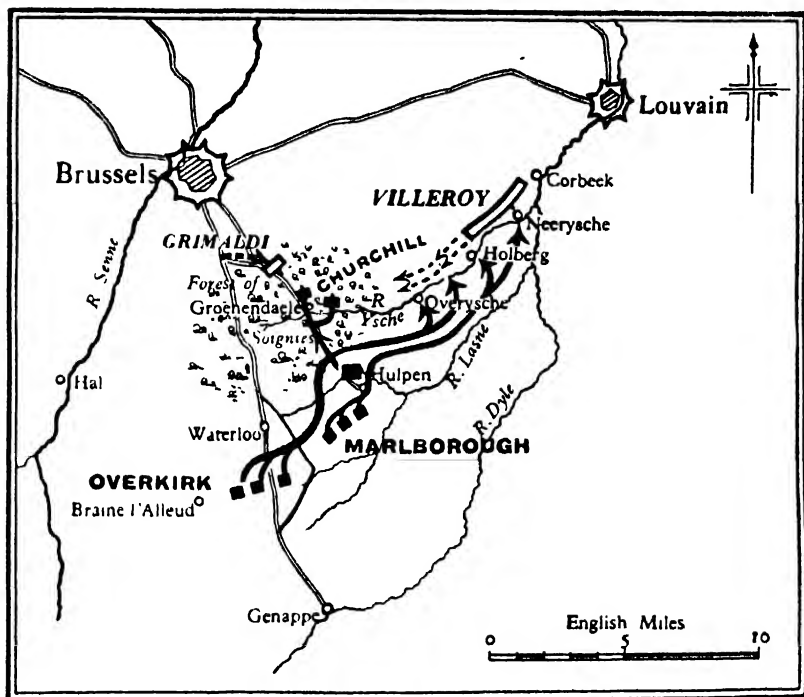 Louvain
Brussels
Corbeek
VILLEROY
Neerysche
GRIMALDI
CHURCHILL
Holberg
R. Senne
Forest of
Groenendaele
R
Overysche
Ysche
Soignies
R. Lasne
Hulpen
Hal
R. Dyle
Waterloo
MARLBOROUGH
OVERKIRK
Braine l'Alleud
Genappe
English Miles
0 5 10